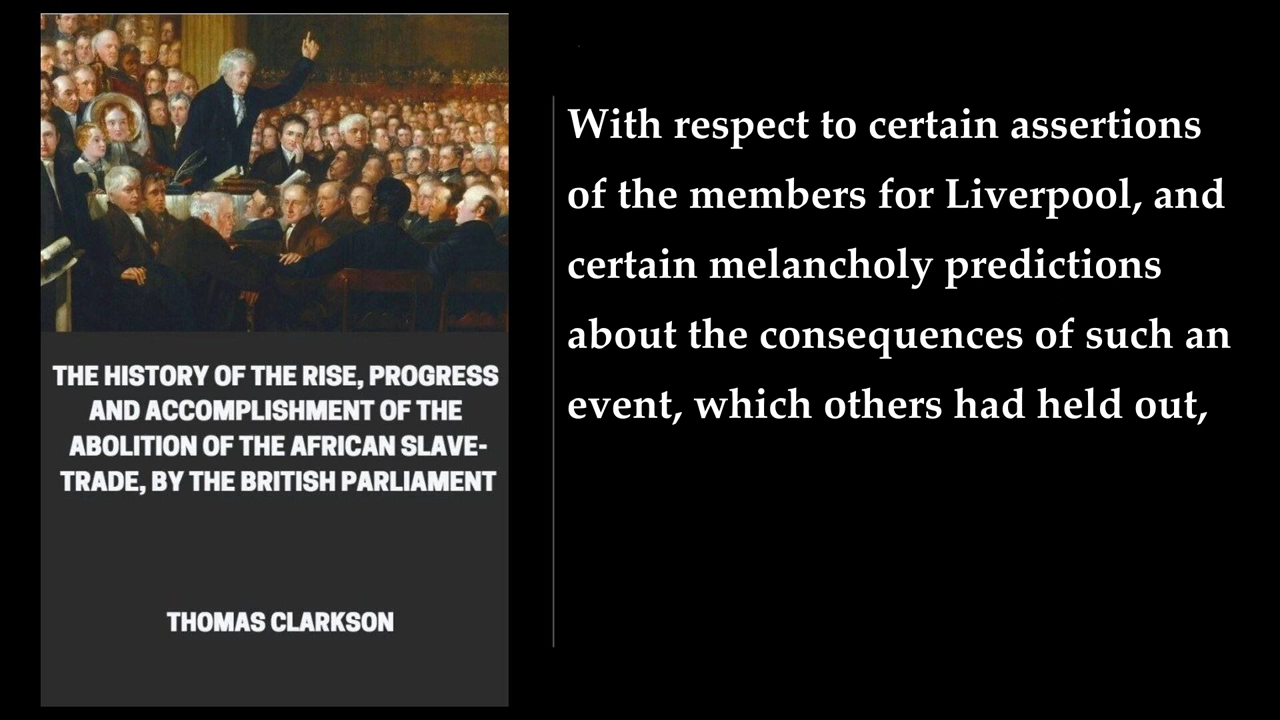 THE HISTORY OF THE RISE, PROGRESS
AND ACCOMPLISHMENT OF THE
ABOLITION OF THE AFRICAN SLAVE-
TRADE, BY THE BRITISH PARLIAMENT
THOMAS CLARKSON
With respect to certain assertions
of the members for Liverpool, and
certain melancholy predictions
about the consequences of such an
event, which others had held out,